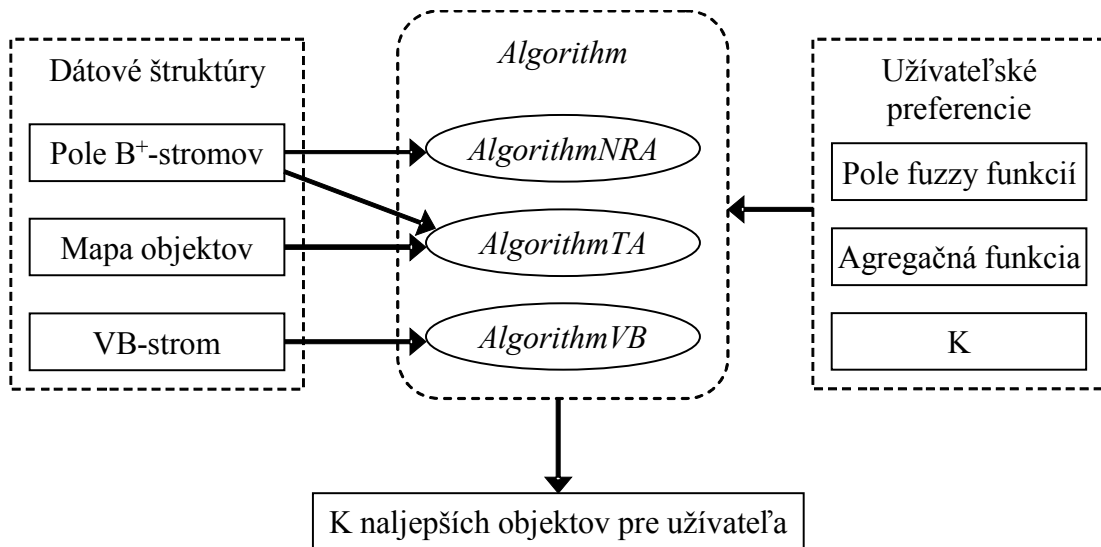 Dátové štruktúry
Pole B⁺-stromov
Mapa objektov
VB-strom
Algorithm
AlgorithmNRA
AlgorithmTA
AlgorithmVB
Užívateľské
preferencie
Pole fuzzy funkcií
Agregačná funkcia
K
K naljepších objektov pre užívateľa